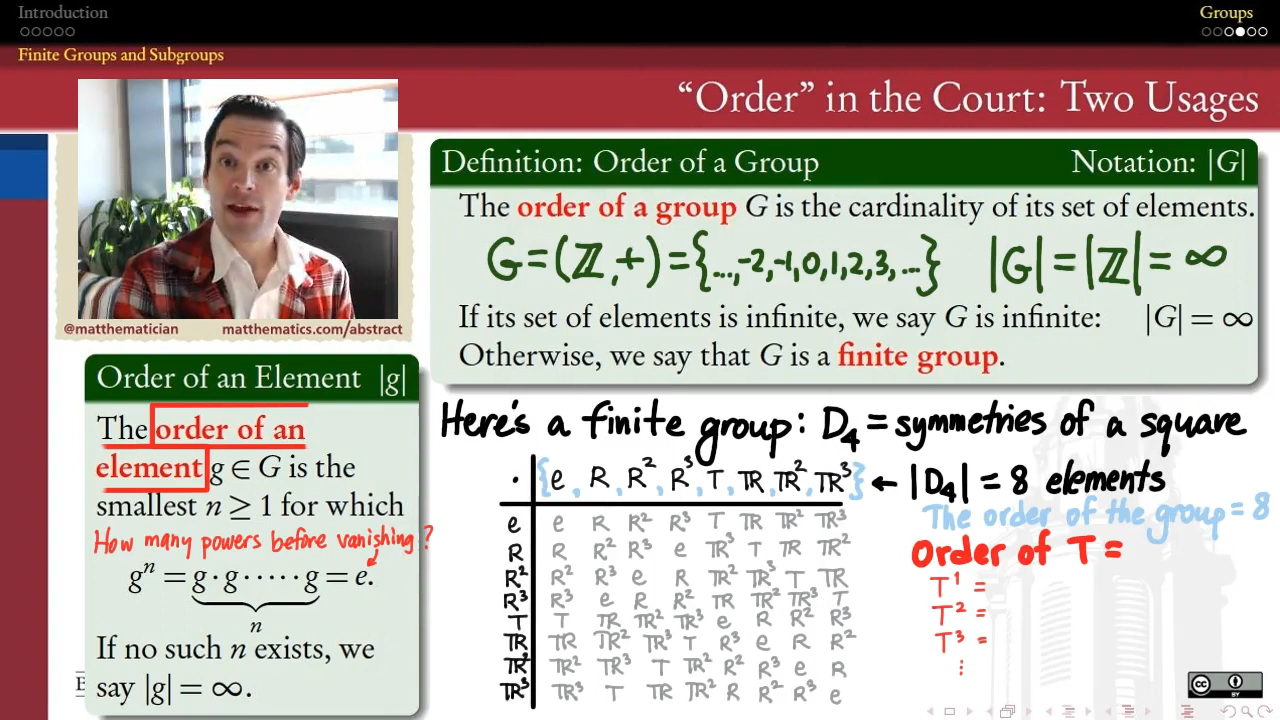 Introduction
Groups
Finite Groups and Subgroups
“Order” in the Court: Two Usages
@matthematician matthematics.com/abstract
Definition: Order of a Group Notation: |G|
The order of a group G is the cardinality of its set of elements.
G = (ℤ, +) = {..., -2, -1, 0, 1, 2, 3, ...} |G| = |ℤ| = ∞
If its set of elements is infinite, we say G is infinite: |G| = ∞
Otherwise, we say that G is a finite group.
Order of an Element |g|
The order of an
element g ∈ G is the
smallest n ≥ 1 for which
How many powers before vanishing?
gⁿ = g · g · · · · · g = e.
n
If no such n exists, we
say |g| = ∞.
Here's a finite group: D₄ = symmetries of a square
· {e, R, R², R³, T, TR, TR², TR³} ← |D₄| = 8 elements
The order of the group = 8
e e R R² R³ T TR TR² TR³
R R R² R³ e TR³ T TR TR²
R² R² R³ e R TR² TR³ T TR
R³ R³ e R R² TR TR² TR³ T
T T TR TR² TR³ e R R² R³
TR TR TR² TR³ T R³ e R R²
TR² TR² TR³ T TR² R² R³ e R
TR³ TR³ T TR TR² R R² R³ e
Order of T =
T¹ =
T² =
T³ =
⋮
cc
BY